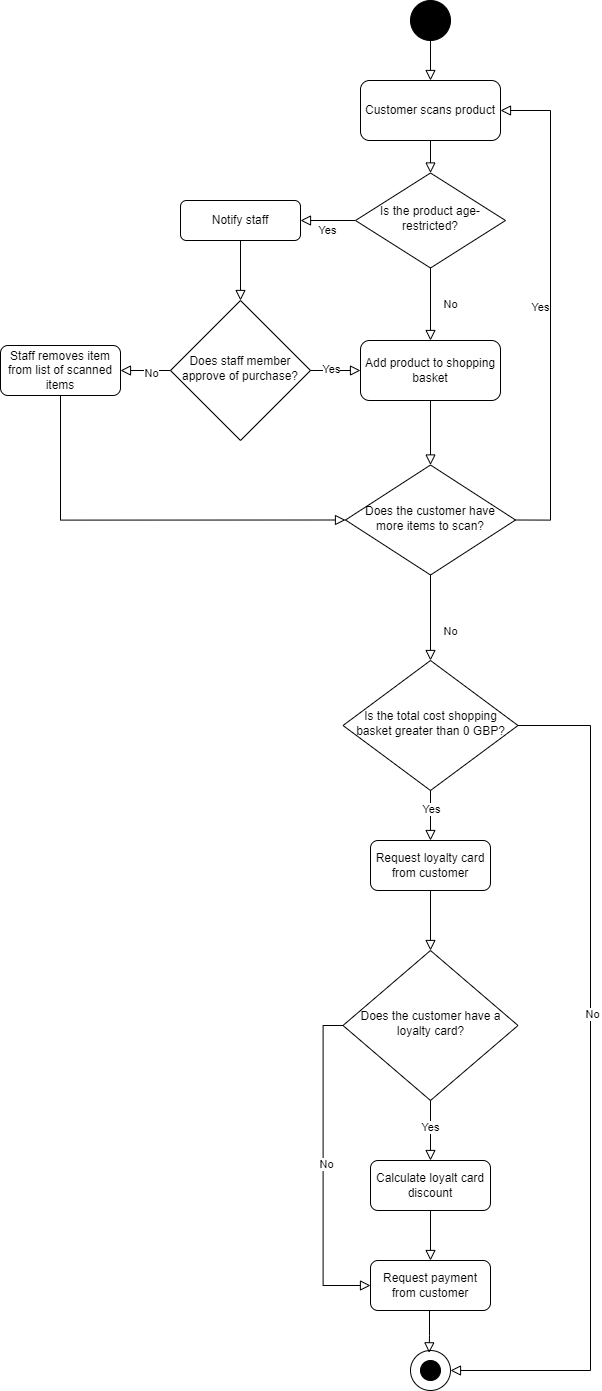 Customer scans product
Is the product age-
restricted?
Notify staff
Yes
No
Yes
Staff removes item
from list of scanned
items
No
Does staff member
approve of purchase?
Yes
Add product to shopping
basket
Does the customer have
more items to scan?
No
Is the total cost shopping
basket greater than 0 GBP?
Yes
Request loyalty card
from customer
No
Does the customer have a
loyalty card?
Yes
No
Calculate loyalt card
discount
Request payment
from customer